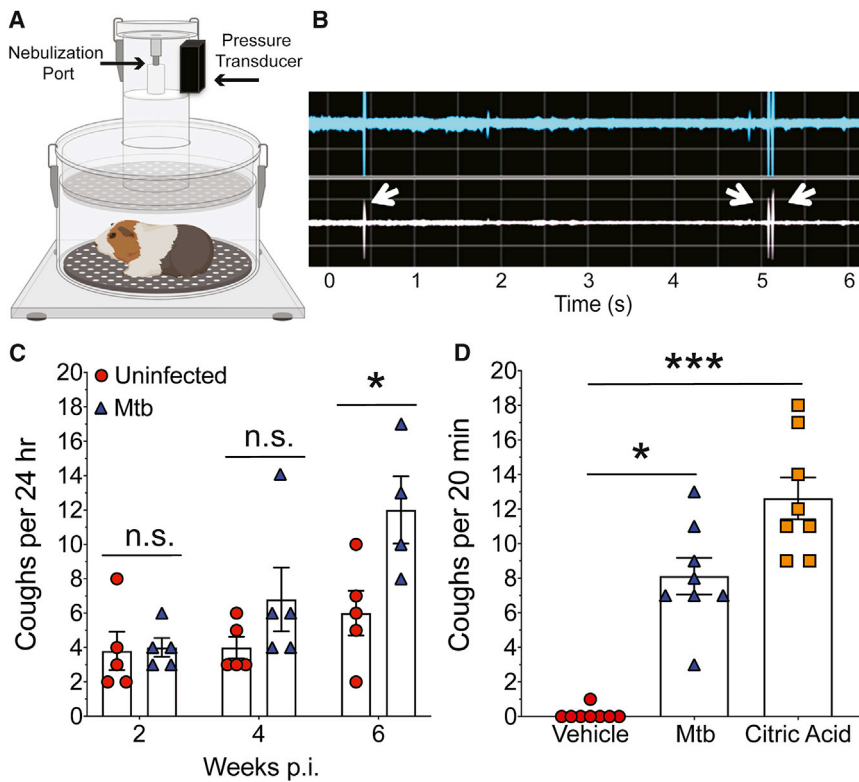 A
Nebulization
Port
Pressure
Transducer
B
0 1 2 3 4 5 6
Time (s)
C
Uninfected
Mtb
Coughs per 24 hr
20
18
16
14
12
10
8
6
4
2
0
n.s.
n.s.
*
2 4 6
Weeks p.i.
D
Coughs per 20 min
20
18
16
14
12
10
8
6
4
2
0
***
*
Vehicle Mtb Citric Acid